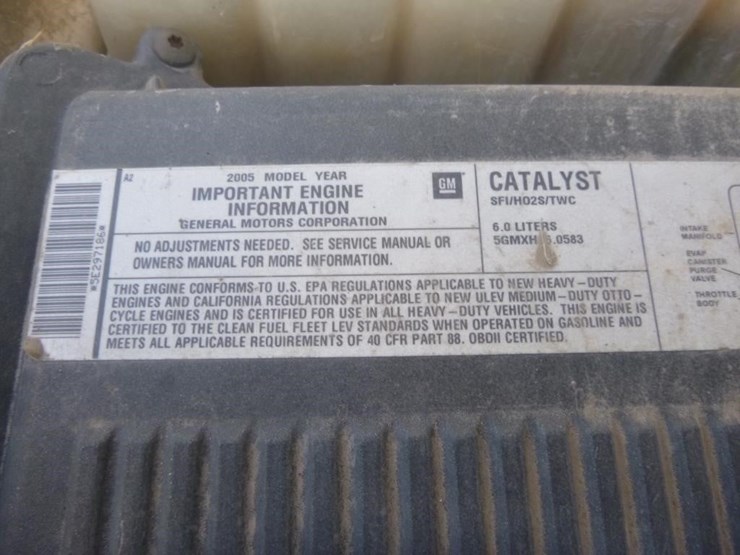 A2
2005 MODEL YEAR
IMPORTANT ENGINE
INFORMATION
GENERAL MOTORS CORPORATION
GM
NO ADJUSTMENTS NEEDED. SEE SERVICE MANUAL OR
OWNERS MANUAL FOR MORE INFORMATION.
CATALYST
SFI/HO2S/TWC
6.0 LITERS
5GMXH .0583
THIS ENGINE CONFORMS TO U.S. EPA REGULATIONS APPLICABLE TO NEW HEAVY-DUTY
ENGINES AND CALIFORNIA REGULATIONS APPLICABLE TO NEW ULEV MEDIUM-DUTY OTTO-
CYCLE ENGINES AND IS CERTIFIED FOR USE IN ALL HEAVY-DUTY VEHICLES. THIS ENGINE IS
CERTIFIED TO THE CLEAN FUEL FLEET LEV STANDARDS WHEN OPERATED ON GASOLINE AND
MEETS ALL APPLICABLE REQUIREMENTS OF 40 CFR PART 88. OBDII CERTIFIED.
*5E297186*
INTAKE
MANIFOLD
EVAP
CANISTER
PURGE
VALVE
THROTTLE
BODY